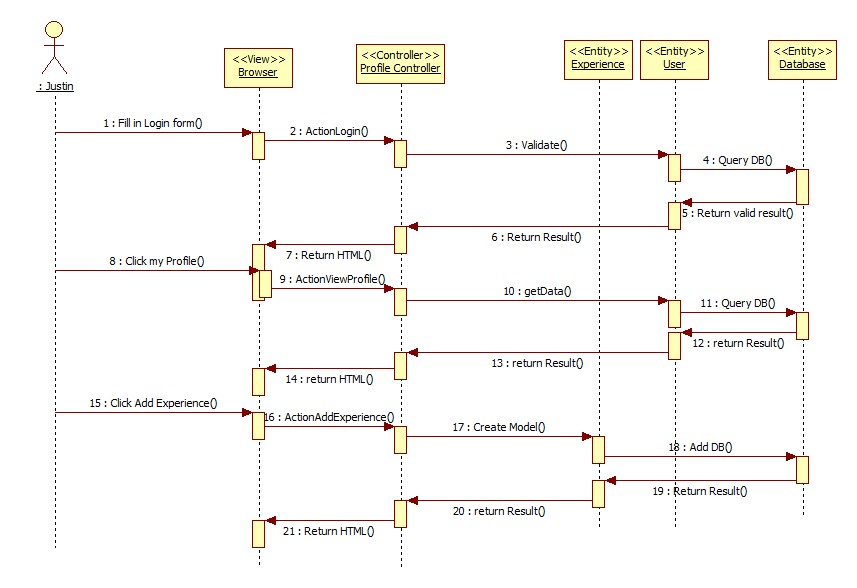 : Justin
<<View>>
Browser
<<Controller>>
Profile Controller
<<Entity>>
Experience
<<Entity>>
User
<<Entity>>
Database
1 : Fill in Login form()
2 : ActionLogin()
3 : Validate()
4 : Query DB()
5 : Return valid result()
6 : Return Result()
7 : Return HTML()
8 : Click my Profile()
9 : ActionViewProfile()
10 : getData()
11 : Query DB()
12 : return Result()
13 : return Result()
14 : return HTML()
15 : Click Add Experience()
16 : ActionAddExperience()
17 : Create Model()
18 : Add DB()
19 : Return Result()
20 : return Result()
21 : Return HTML()